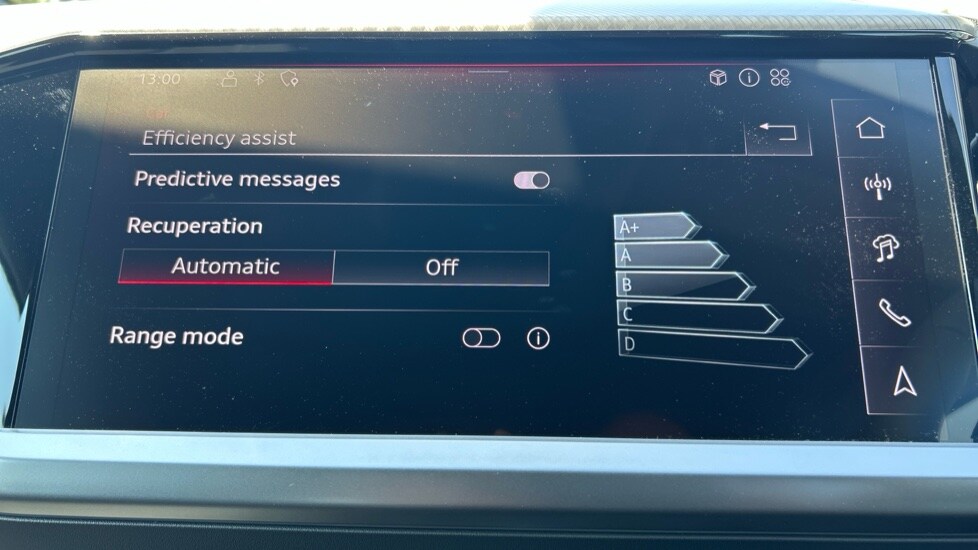 13:00
Efficiency assist
Predictive messages
Recuperation
Automatic Off
Range mode
A+
A
B
C
D